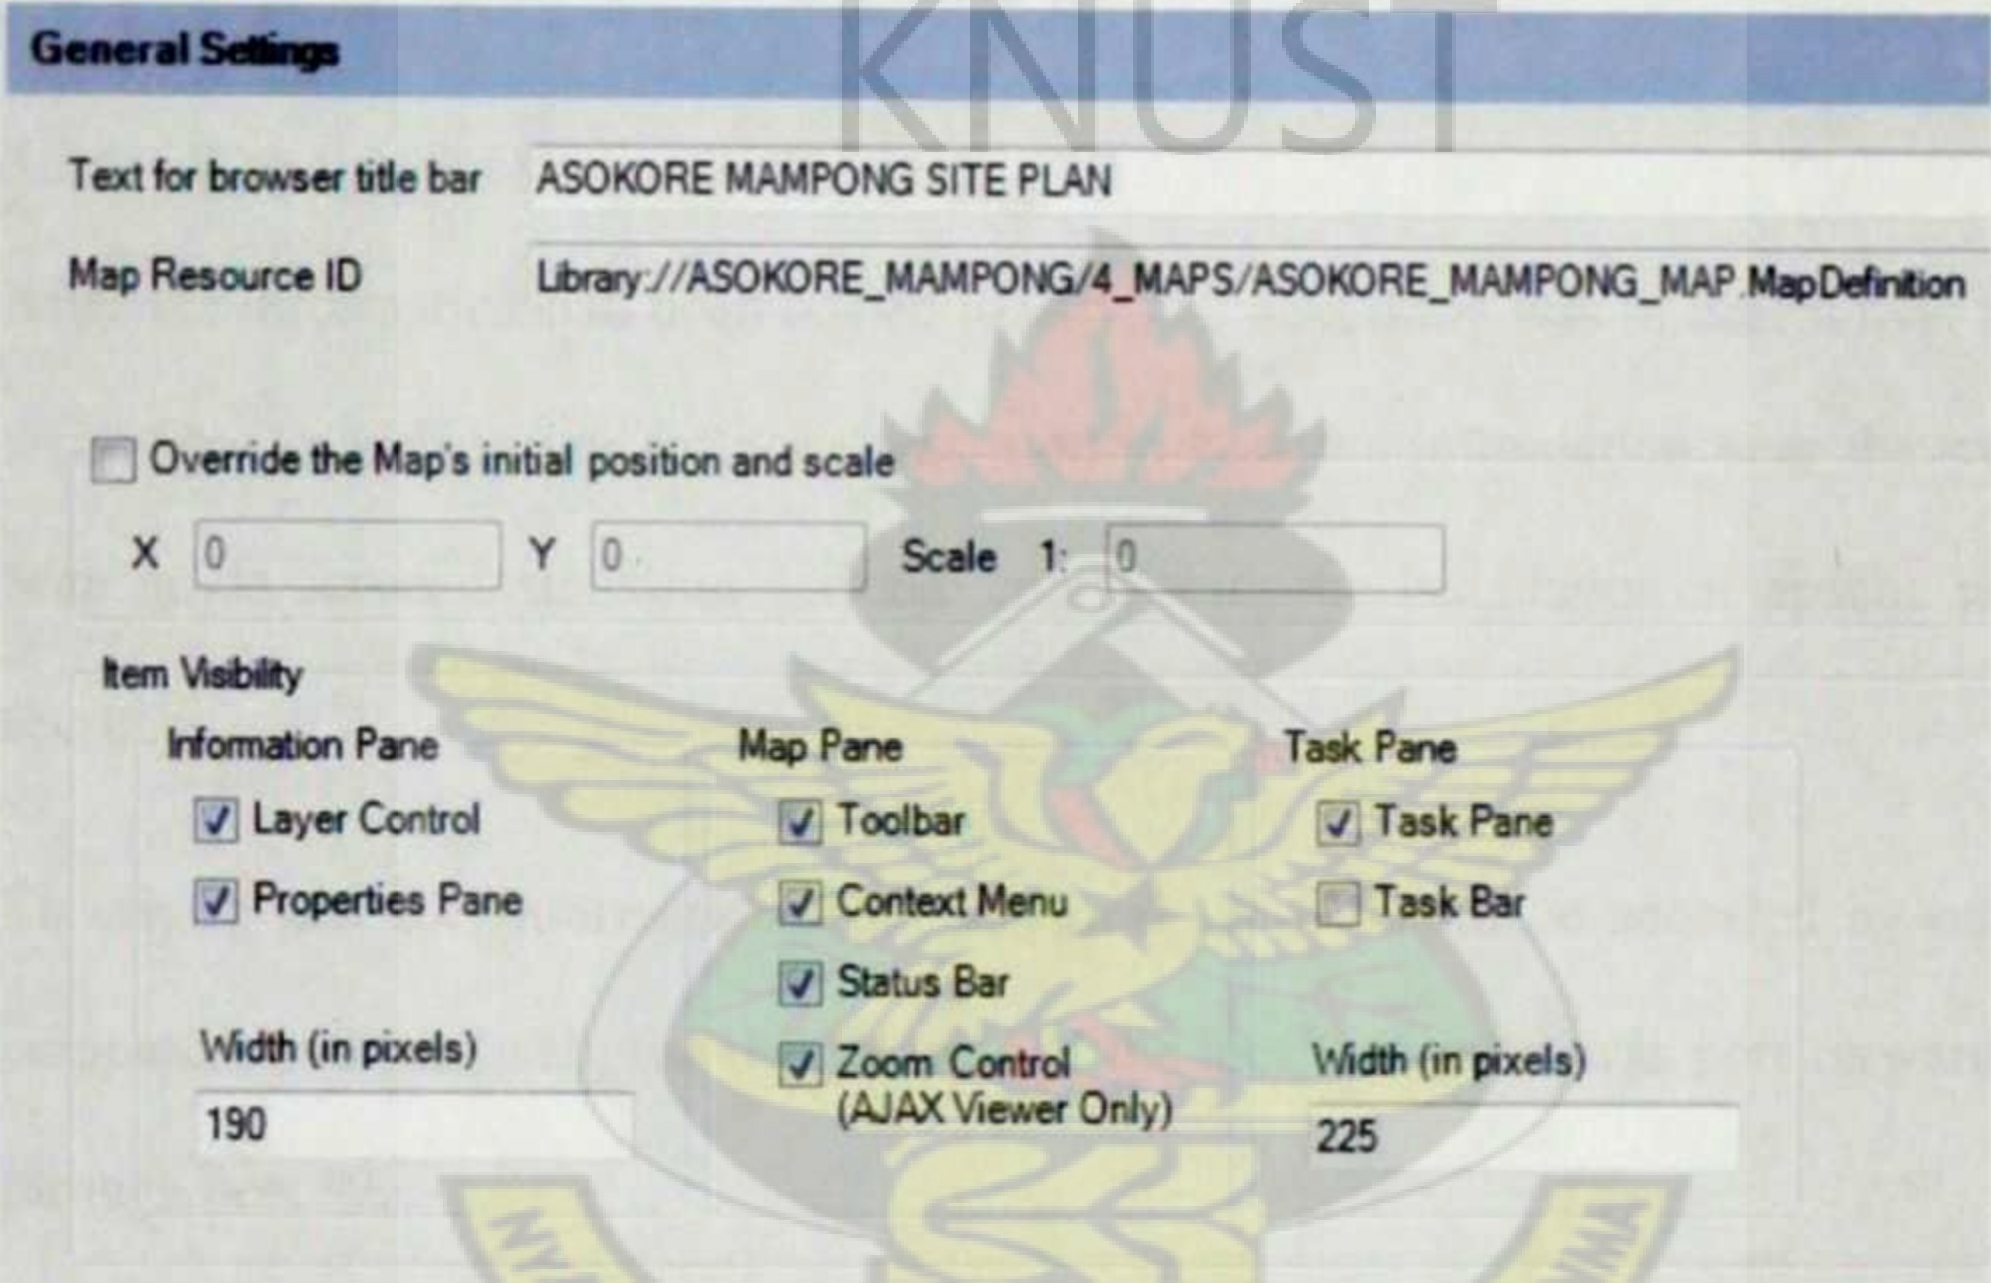 KNUST
General Settings
Text for browser title bar ASOKORE MAMPONG SITE PLAN
Map Resource ID Library://ASOKORE_MAMPONG/4_MAPS/ASOKORE_MAMPONG_MAP.MapDefinition
Override the Map's initial position and scale
X 0 Y 0 Scale 1: 0
Item Visibility
Information Pane Map Pane Task Pane
Layer Control Toolbar Task Pane
Properties Pane Context Menu Task Bar
Status Bar
Width (in pixels) Zoom Control Width (in pixels)
(AJAX Viewer Only)
190 225